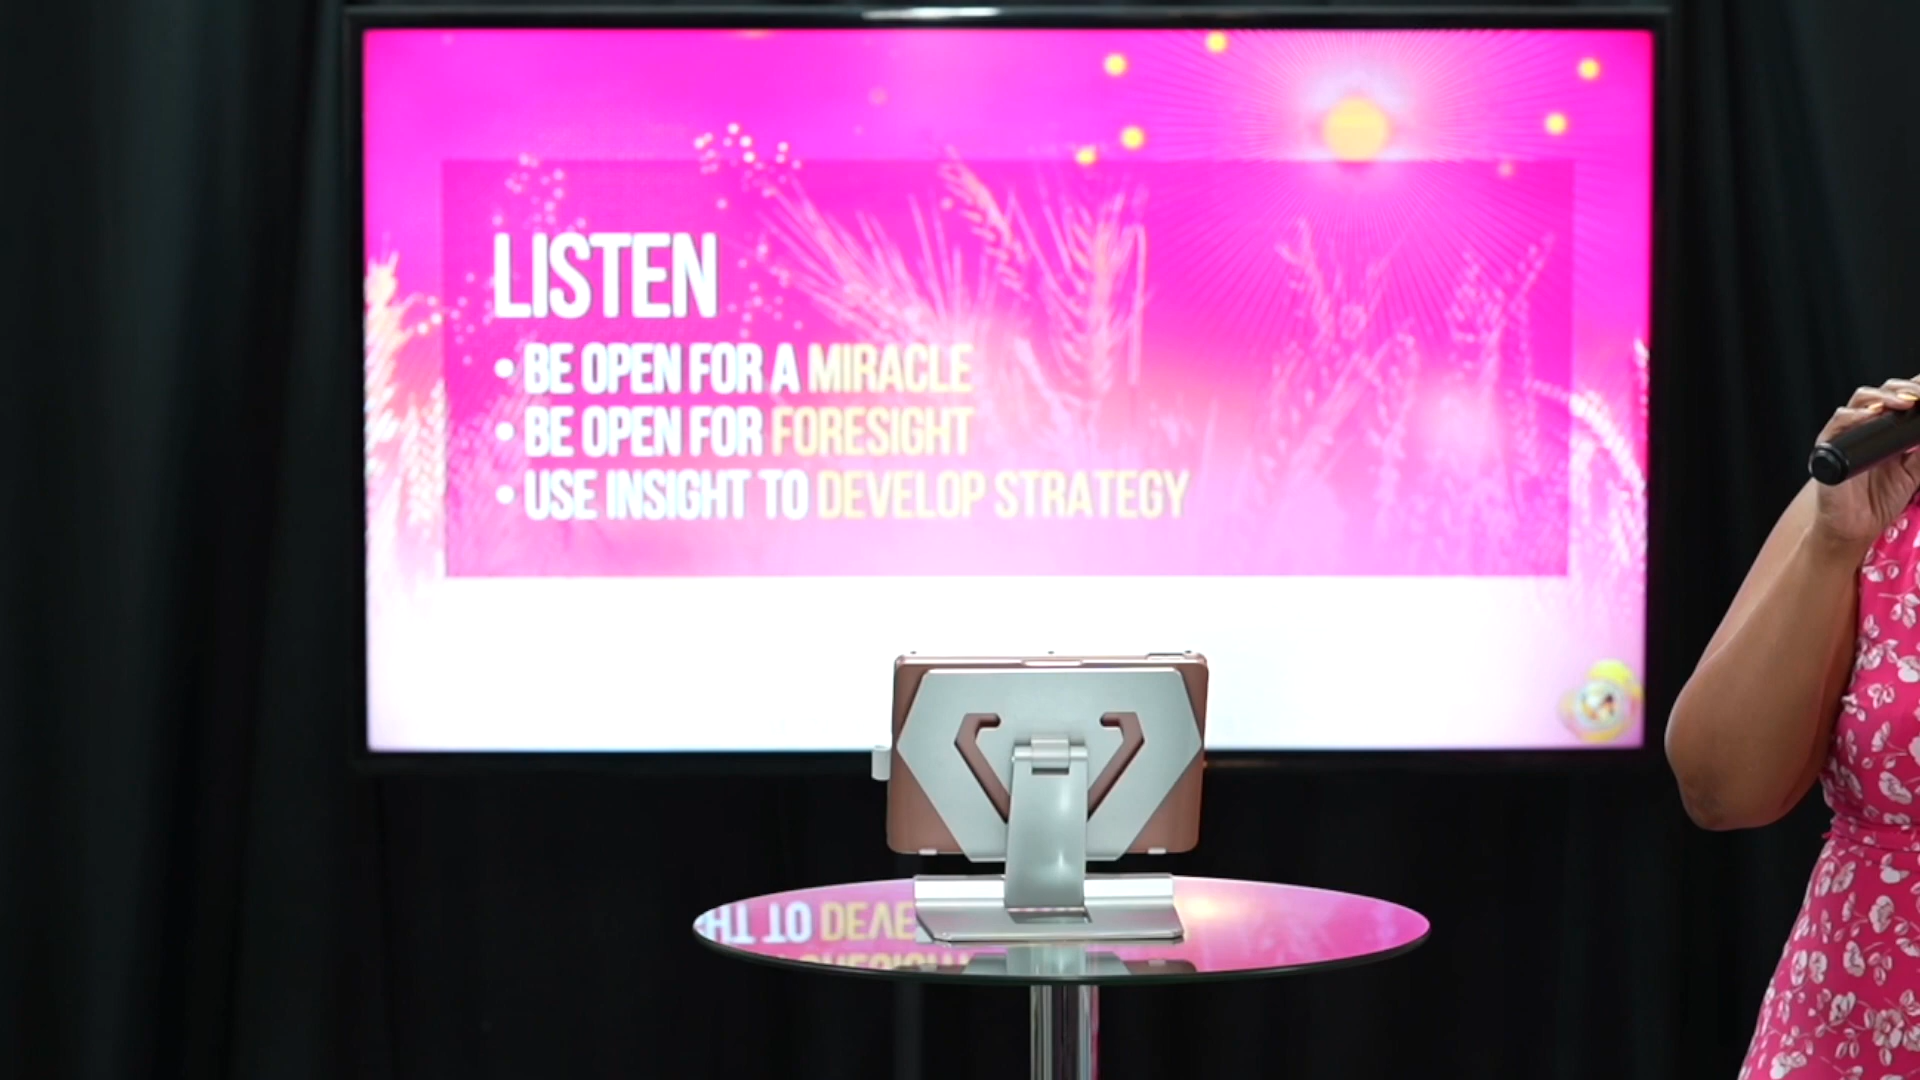 LISTEN
• BE OPEN FOR A MIRACLE
• BE OPEN FOR FORESIGHT
• USE INSIGHT TO DEVELOP STRATEGY